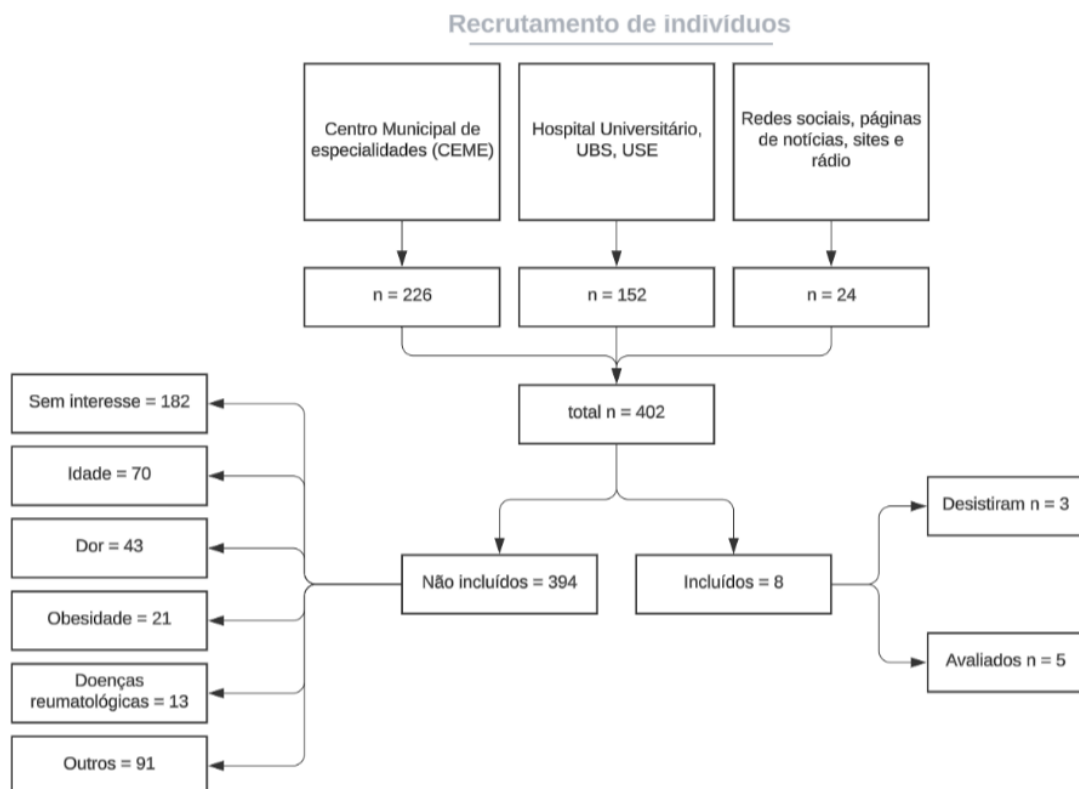 Recrutamento de indivíduos
Centro Municipal de
especialidades (CEME)
Hospital Universitário,
UBS, USE
Redes sociais, páginas
de notícias, sites e
rádio
n = 226
n = 152
n = 24
total n = 402
Sem interesse = 182
Idade = 70
Dor = 43
Obesidade = 21
Doenças
reumatológicas = 13
Outros = 91
Não incluídos = 394
Incluídos = 8
Desistiram n = 3
Avaliados n = 5